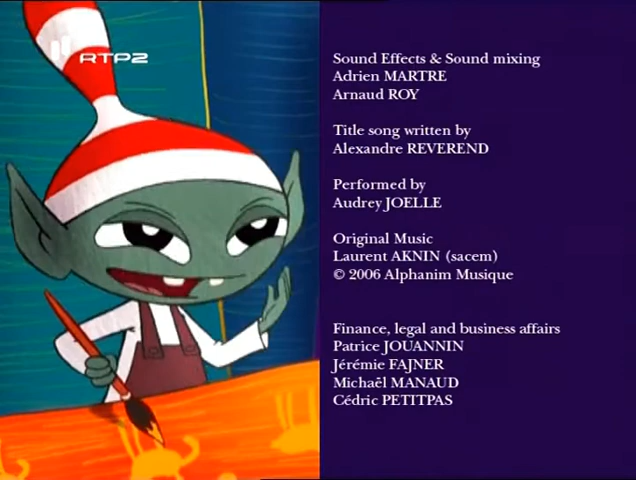 RTP2
Sound Effects & Sound mixing
Adrien MARTRE
Arnaud ROY
Title song written by
Alexandre REVEREND
Performed by
Audrey JOELLE
Original Music
Laurent AKNIN (sacem)
© 2006 Alphanim Musique
Finance, legal and business affairs
Patrice JOUANNIN
Jérémie FAJNER
Michaël MANAUD
Cédric PETITPAS